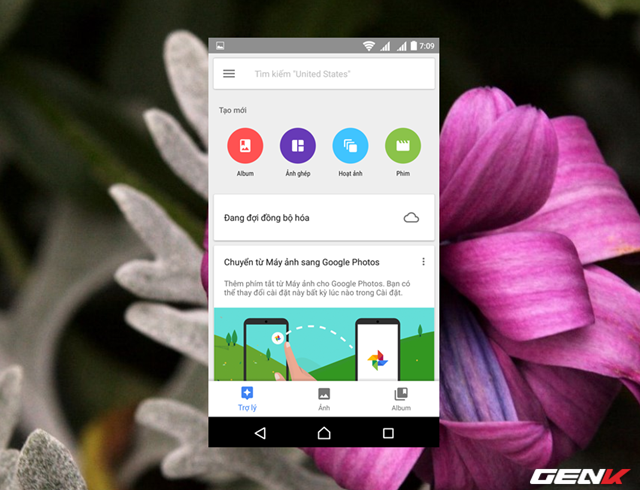 7:09
Tìm kiếm "United States"
Tạo mới
Album
Ảnh ghép
Hoạt ảnh
Phim
Đang đợi đồng bộ hóa
Chuyển từ Máy ảnh sang Google Photos
Thêm phím tắt từ Máy ảnh cho Google Photos. Bạn có
thể thay đổi cài đặt này bất kỳ lúc nào trong Cài đặt.
Trợ lý
Ảnh
Album
GENK